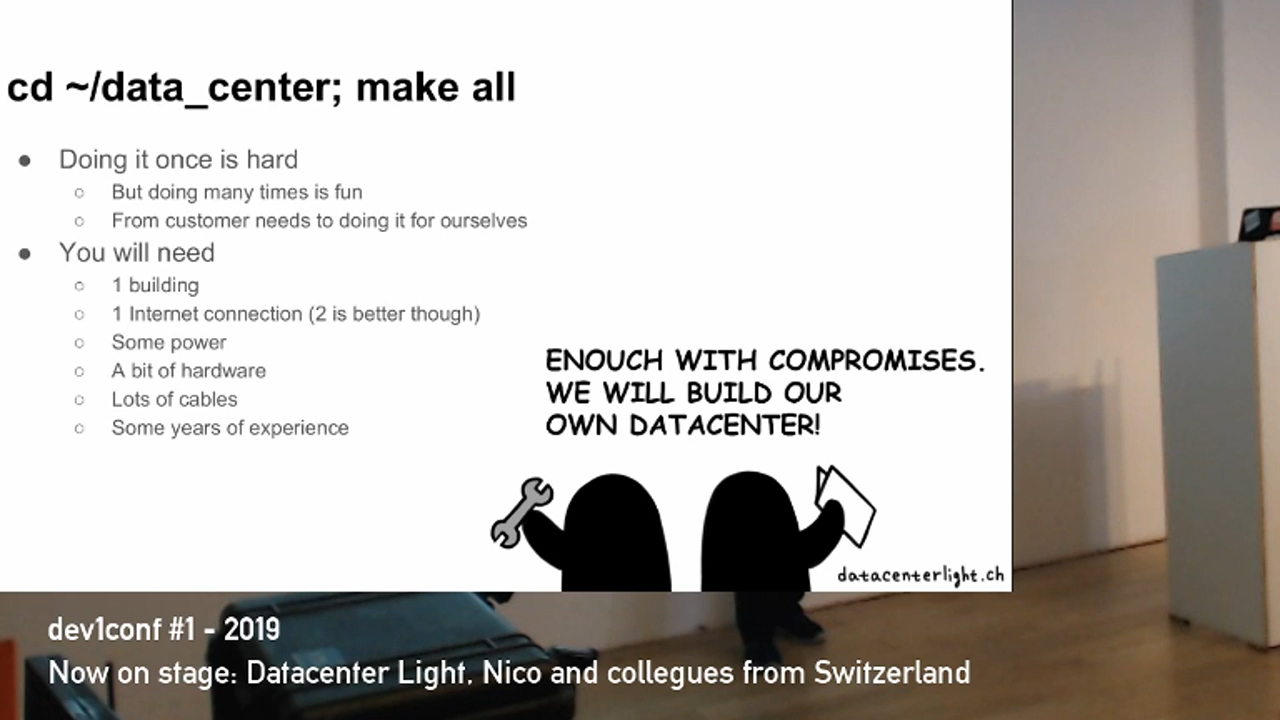 cd ~/data_center; make all
● Doing it once is hard
○ But doing many times is fun
○ From customer needs to doing it for ourselves
● You will need
○ 1 building
○ 1 Internet connection (2 is better though)
○ Some power
○ A bit of hardware
○ Lots of cables
○ Some years of experience
ENOUCH WITH COMPROMISES.
WE WILL BUILD OUR
OWN DATACENTER!
datacenterlight.ch
dev1conf #1 - 2019
Now on stage: Datacenter Light, Nico and collegues from Switzerland